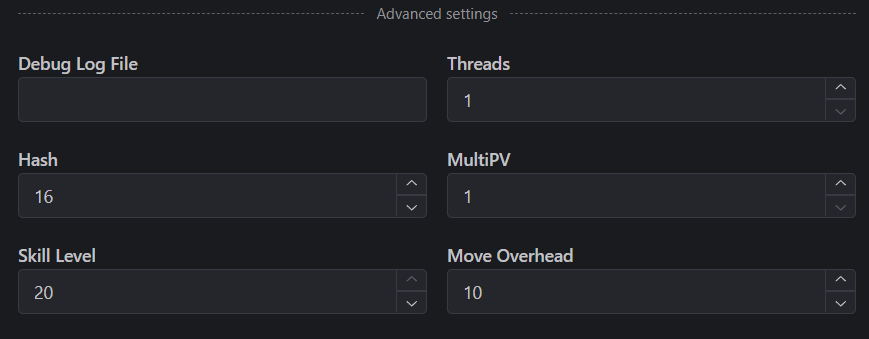 Advanced settings
Debug Log File
Threads
1
Hash
MultiPV
16
1
Skill Level
Move Overhead
20
10